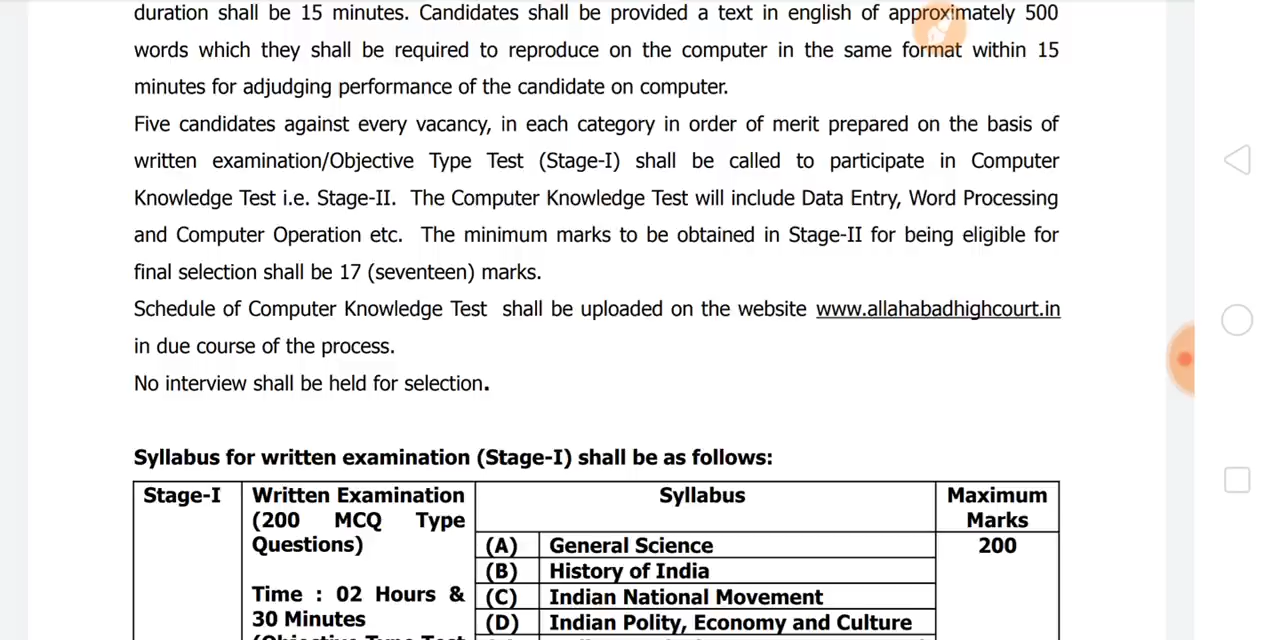 duration shall be 15 minutes. Candidates shall be provided a text in english of approximately 500
words which they shall be required to reproduce on the computer in the same format within 15
minutes for adjudging performance of the candidate on computer.
Five candidates against every vacancy, in each category in order of merit prepared on the basis of
written examination/Objective Type Test (Stage-I) shall be called to participate in Computer
Knowledge Test i.e. Stage-II. The Computer Knowledge Test will include Data Entry, Word Processing
and Computer Operation etc. The minimum marks to be obtained in Stage-II for being eligible for
final selection shall be 17 (seventeen) marks.
Schedule of Computer Knowledge Test shall be uploaded on the website www.allahabadhighcourt.in
in due course of the process.
No interview shall be held for selection.
Syllabus for written examination (Stage-I) shall be as follows:
Stage-I
Written Examination
(200 MCQ Type
Questions)
Time : 02 Hours &
30 Minutes
(Objective Type Test
Syllabus
(A) General Science
(B) History of India
(C) Indian National Movement
(D) Indian Polity, Economy and Culture
Maximum
Marks
200